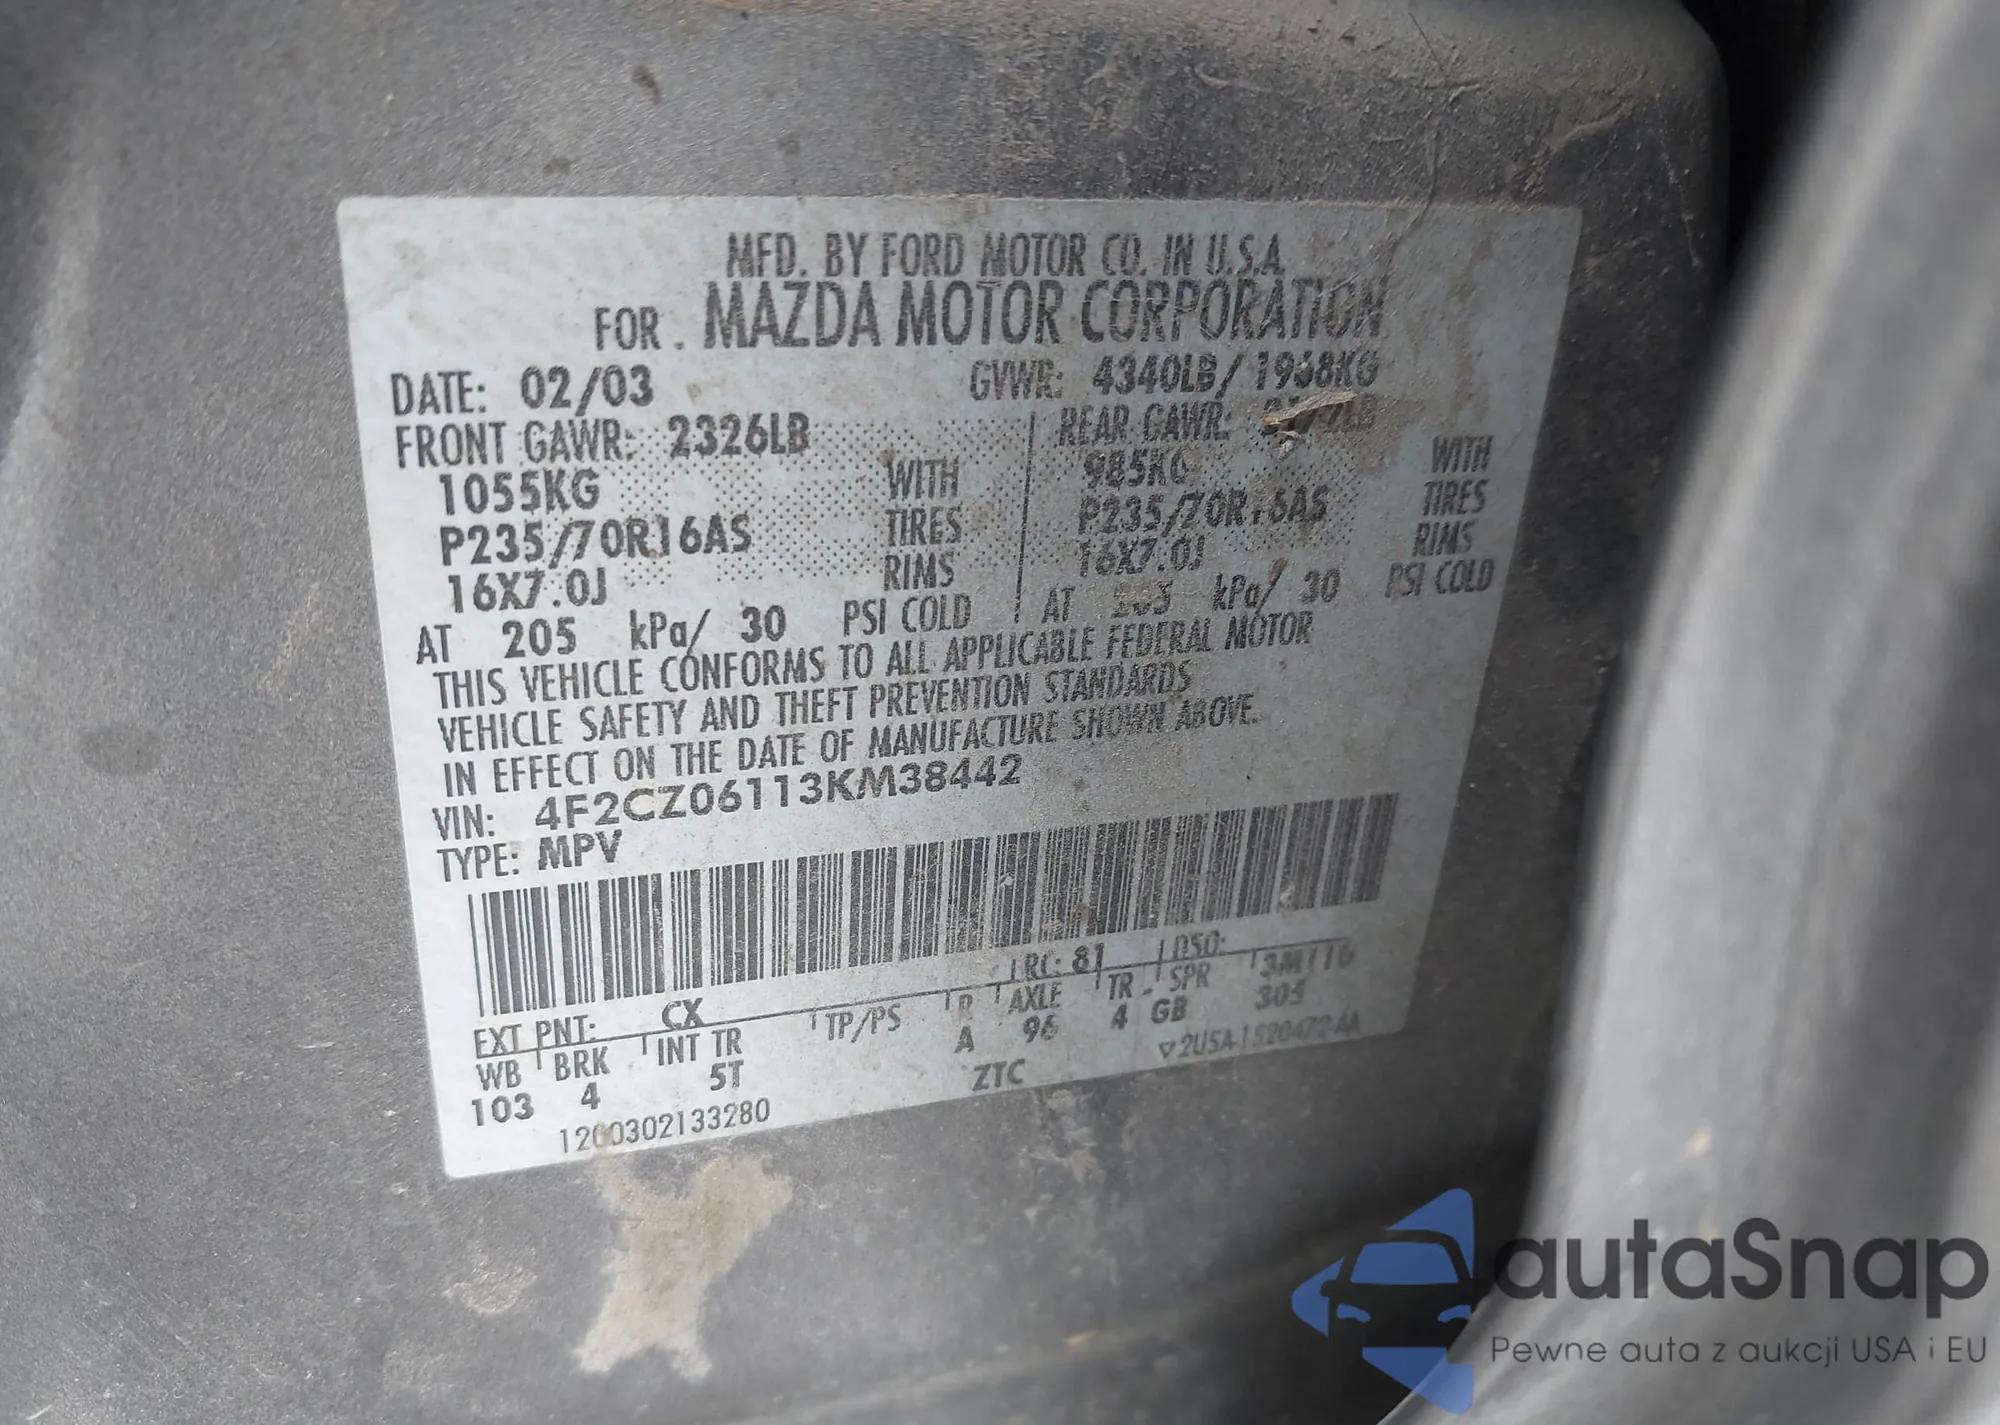 MFD. BY FORD MOTOR CO. IN U.S.A.
FOR. MAZDA MOTOR CORPORATION
DATE: 02/03 GVWR: 4340LB/ 1968KG
FRONT GAWR: 2326LB REAR GAWR:
1055KG WITH 985KG WITH
P235/70R16AS TIRES P235/70R16AS TIRES
16X7.0J RIMS 16X7.0J RIMS
AT 205 kPa/ 30 PSI COLD AT kPa/ 30 PSI COLD
THIS VEHICLE CONFORMS TO ALL APPLICABLE FEDERAL MOTOR
VEHICLE SAFETY AND THEFT PREVENTION STANDARDS
IN EFFECT ON THE DATE OF MANUFACTURE SHOWN ABOVE.
VIN: 4F2CZ06113KM38442
TYPE: MPV
EXT PNT: CX RC: 81 DSO:
WB BRK INT TR TP/PS R AXLE TR SPR
103 4 5T A 96 4 GB 305
ZTC
autaSnap
Pewne auta z aukcji USA i EU